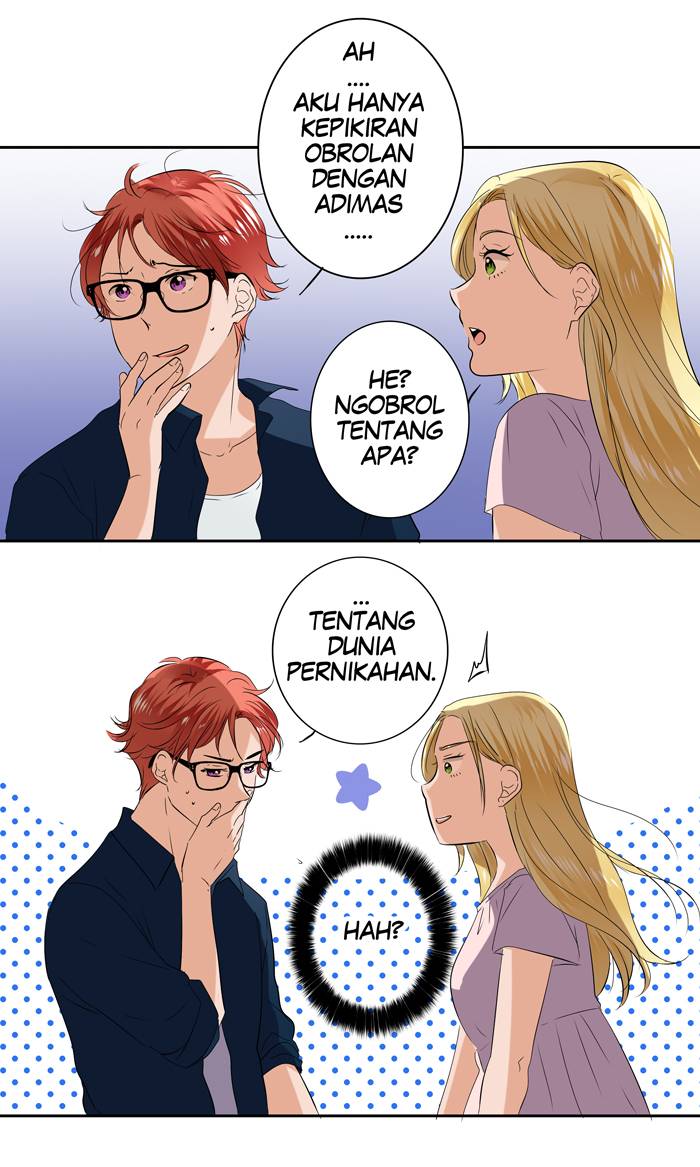 AH
....
AKU HANYA
KEPIKIRAN
OBROLAN
DENGAN
ADIMAS
.....
HE?
NGOBROL
TENTANG
APA?
...
TENTANG
DUNIA
PERNIKAHAN.
HAH?